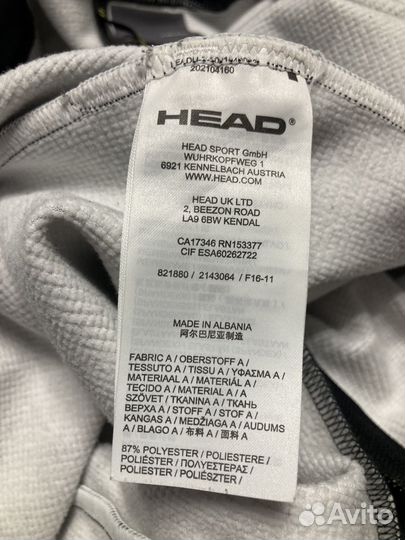 202104160
HEAD®
HEAD SPORT GmbH
WUHRKOPFWEG 1
6921 KENNELBACH AUSTRIA
WWW.HEAD.COM
HEAD UK LTD
2, BEEZON ROAD
LA9 6BW KENDAL
CA17346 RN153377
CIF ESA60262722
821880 / 2143064 / F16-11
MADE IN ALBANIA
阿尔巴尼亚制造
FABRIC A / OBERSTOFF A /
TESSUTO A / TISSU A / ΥΦΑΣΜΑ A /
MATERIAAL A / MATERIÁL A /
TECIDO A / MATERIAL A /
SZÖVET / TKANINA A / ТКАНЬ
ВЕРХА A / STOFF A / STOF A /
KANGAS A / MEDŽIAGA A / AUDUMS
A / BLAGO A / 布料 A / 面料 A
87% POLYESTER / POLIESTERE /
POLIÉSTER / ΠΟΛΥΕΣΤΕΡΑΣ /
POLIESTER / POLIÉSZTER /
Avito